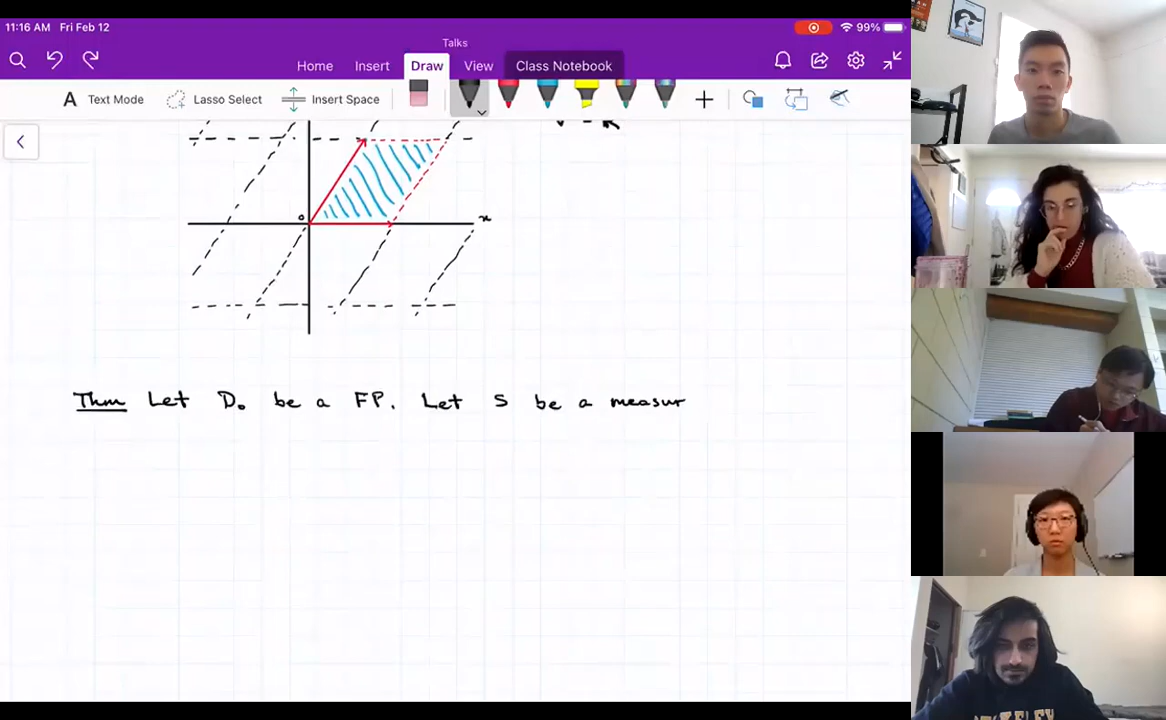 11:16 AM Fri Feb 12
99%
Talks
Home Insert Draw View Class Notebook
A Text Mode Lasso Select Insert Space
0
x
Thm Let D₀ be a FP. Let S be a measur